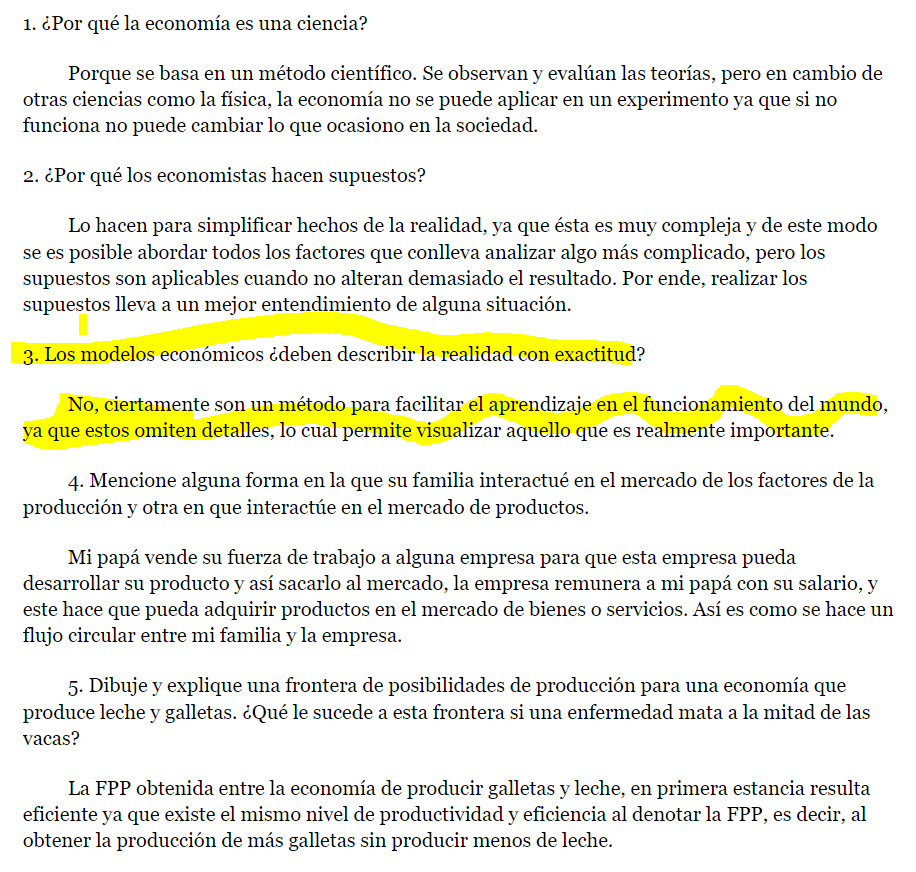 1. ¿Por qué la economía es una ciencia?
Porque se basa en un método científico. Se observan y evalúan las teorías, pero en cambio de
otras ciencias como la física, la economía no se puede aplicar en un experimento ya que si no
funciona no puede cambiar lo que ocasiono en la sociedad.
2. ¿Por qué los economistas hacen supuestos?
Lo hacen para simplificar hechos de la realidad, ya que ésta es muy compleja y de este modo
se es posible abordar todos los factores que conlleva analizar algo más complicado, pero los
supuestos son aplicables cuando no alteran demasiado el resultado. Por ende, realizar los
supuestos lleva a un mejor entendimiento de alguna situación.
3. Los modelos económicos ¿deben describir la realidad con exactitud?
No, ciertamente son un método para facilitar el aprendizaje en el funcionamiento del mundo,
ya que estos omiten detalles, lo cual permite visualizar aquello que es realmente importante.
4. Mencione alguna forma en la que su familia interactué en el mercado de los factores de la
producción y otra en que interactúe en el mercado de productos.
Mi papá vende su fuerza de trabajo a alguna empresa para que esta empresa pueda
desarrollar su producto y así sacarlo al mercado, la empresa remunera a mi papá con su salario, y
este hace que pueda adquirir productos en el mercado de bienes o servicios. Así es como se hace un
flujo circular entre mi familia y la empresa.
5. Dibuje y explique una frontera de posibilidades de producción para una economía que
produce leche y galletas. ¿Qué le sucede a esta frontera si una enfermedad mata a la mitad de las
vacas?
La FPP obtenida entre la economía de producir galletas y leche, en primera estancia resulta
eficiente ya que existe el mismo nivel de productividad y eficiencia al denotar la FPP, es decir, al
obtener la producción de más galletas sin producir menos de leche.